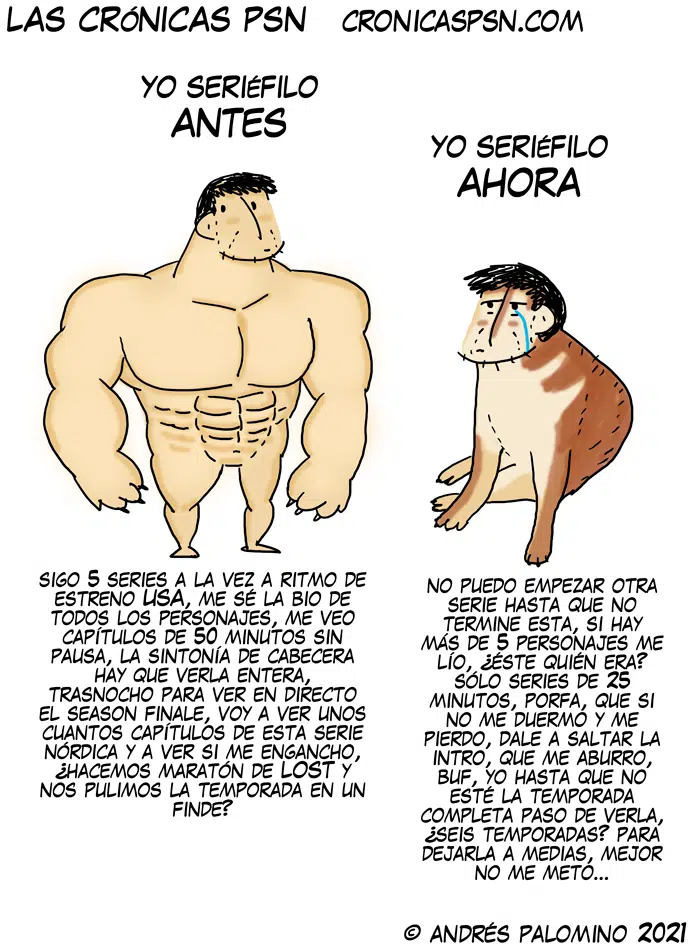 LAS CRÓNICAS PSN CRONICASPSN.COM
YO SERIÉFILO
ANTES
YO SERIÉFILO
AHORA
SIGO 5 SERIES A LA VEZ A RITMO DE
ESTRENO USA, ME SÉ LA BIO DE
TODOS LOS PERSONAJES, ME VEO
CAPÍTULOS DE 50 MINUTOS SIN
PAUSA, LA SINTONÍA DE CABECERA
HAY QUE VERLA ENTERA,
TRASNOCHO PARA VER EN DIRECTO
EL SEASON FINALE, VOY A VER UNOS
CUANTOS CAPÍTULOS DE ESTA SERIE
NÓRDICA Y A VER SI ME ENGANCHO,
¿HACEMOS MARATÓN DE LOST Y
NOS PULIMOS LA TEMPORADA EN UN
FINDE?
NO PUEDO EMPEZAR OTRA
SERIE HASTA QUE NO
TERMINE ESTA, SI HAY
MÁS DE 5 PERSONAJES ME
LÍO, ¿ÉSTE QUIÉN ERA?
SÓLO SERIES DE 25
MINUTOS, PORFA, QUE SI
NO ME DUERMO Y ME
PIERDO, DALE A SALTAR LA
INTRO, QUE ME ABURRO,
BUF, YO HASTA QUE NO
ESTÉ LA TEMPORADA
COMPLETA PASO DE VERLA,
¿SEIS TEMPORADAS? PARA
DEJARLA A MEDIAS, MEJOR
NO ME METO...
© ANDRÉS PALOMINO 2021